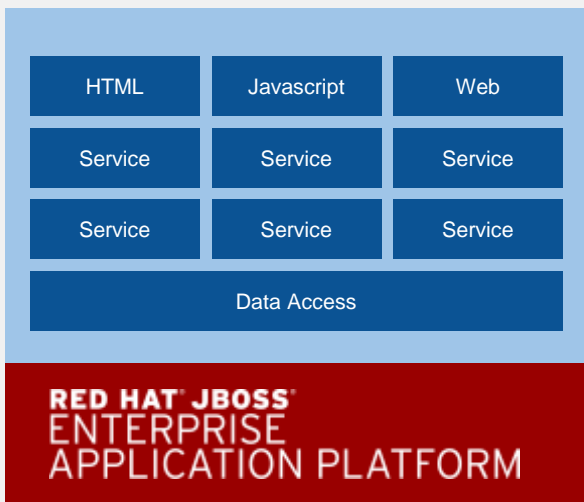 HTML Javascript Web
Service Service Service
Service Service Service
Data Access
RED HAT® JBOSS®
ENTERPRISE
APPLICATION PLATFORM